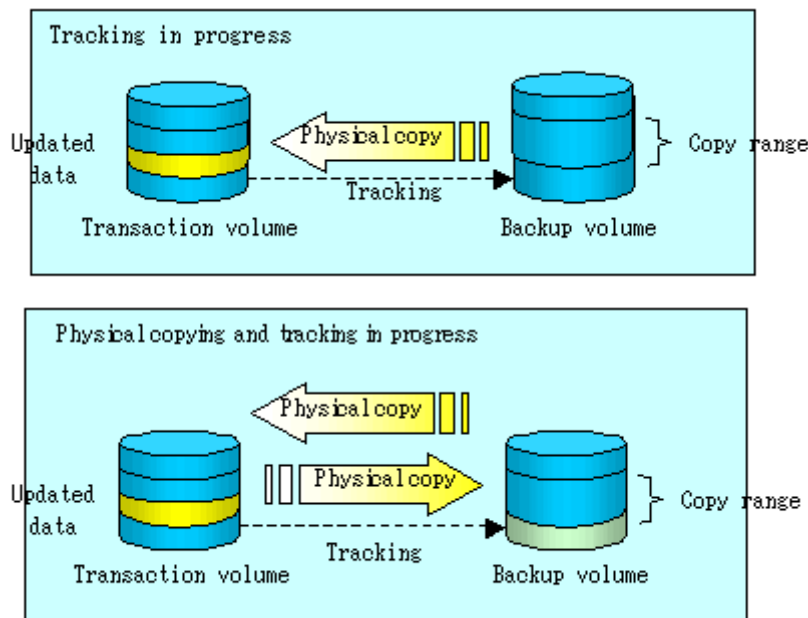 Tracking in progress
Physical copy
Updated
data
Copy range
Tracking
Transaction volume
Backup volume
Physical copying and tracking in progress
Physical copy
Physical copy
Updated
data
Copy range
Tracking
Transaction volume
Backup volume